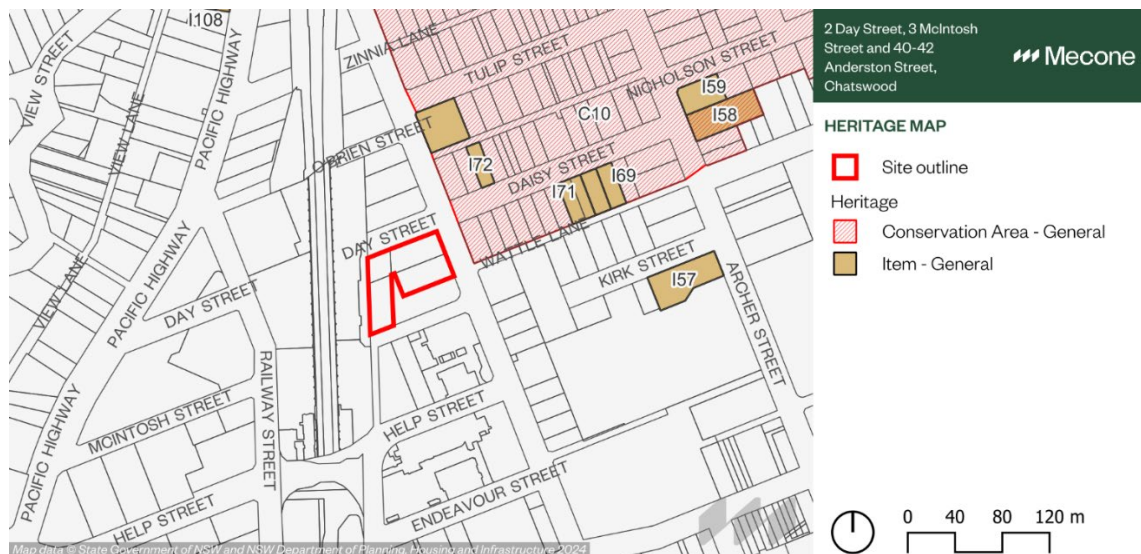 I108
VIEW STREET
VIEW LANE
PACIFIC HIGHWAY
PACIFIC HIGHWAY
ZINNIA LANE
TULIP STREET
NICHOLSON STREET
I59
I58
C10
O'BRIEN STREET
I72
DAISY STREET
I71
I69
DAY STREET
WATTLE LANE
KIRK STREET
I57
ARCHER STREET
VIEW LANE
PACIFIC HIGHWAY
DAY STREET
RAILWAY STREET
MCINTOSH STREET
HELP STREET
PACIFIC HIGHWAY
HELP STREET
ENDEAVOUR STREET
Map data © State Government of NSW and NSW Department of Planning, Housing and Infrastructure 2024
2 Day Street, 3 McIntosh
Street and 40-42
Anderston Street,
Chatswood
Mecone
HERITAGE MAP
Site outline
Heritage
Conservation Area - General
Item - General
0 40 80 120 m